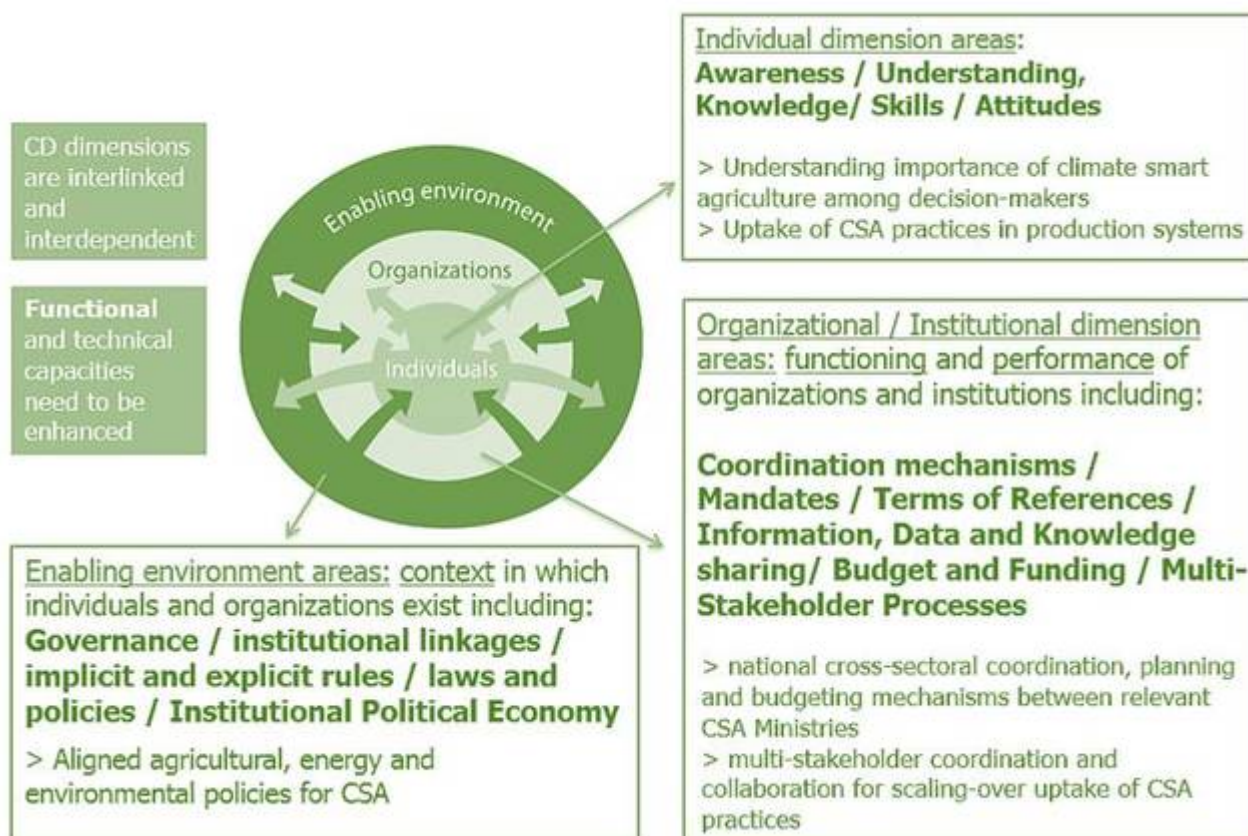 CD dimensions
are interlinked
and
interdependent
Functional
and technical
capacities
need to be
enhanced
Enabling environment
Organizations
Individuals
Individual dimension areas:
Awareness / Understanding,
Knowledge/ Skills / Attitudes
> Understanding importance of climate smart
agriculture among decision-makers
> Uptake of CSA practices in production systems
Organizational / Institutional dimension
areas: functioning and performance of
organizations and institutions including:
Coordination mechanisms /
Mandates / Terms of References /
Information, Data and Knowledge
sharing/ Budget and Funding / Multi-
Stakeholder Processes
> national cross-sectoral coordination, planning
and budgeting mechanisms between relevant
CSA Ministries
> multi-stakeholder coordination and
collaboration for scaling-over uptake of CSA
practices
Enabling environment areas: context in which
individuals and organizations exist including:
Governance / institutional linkages /
implicit and explicit rules / laws and
policies / Institutional Political Economy
> Aligned agricultural, energy and
environmental policies for CSA